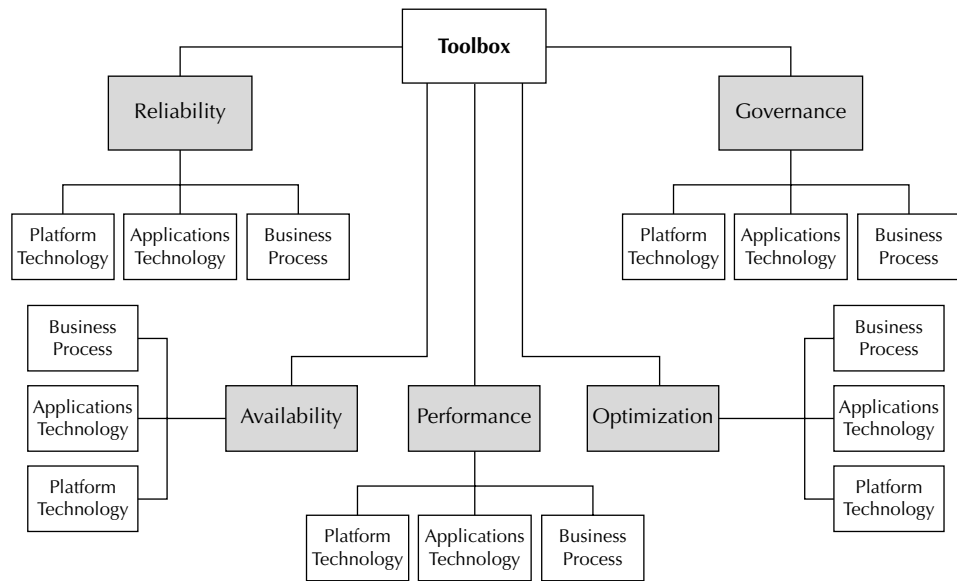 Toolbox
Reliability
Governance
Platform
Technology
Applications
Technology
Business
Process
Platform
Technology
Applications
Technology
Business
Process
Business
Process
Applications
Technology
Platform
Technology
Availability
Performance
Optimization
Business
Process
Applications
Technology
Platform
Technology
Platform
Technology
Applications
Technology
Business
Process